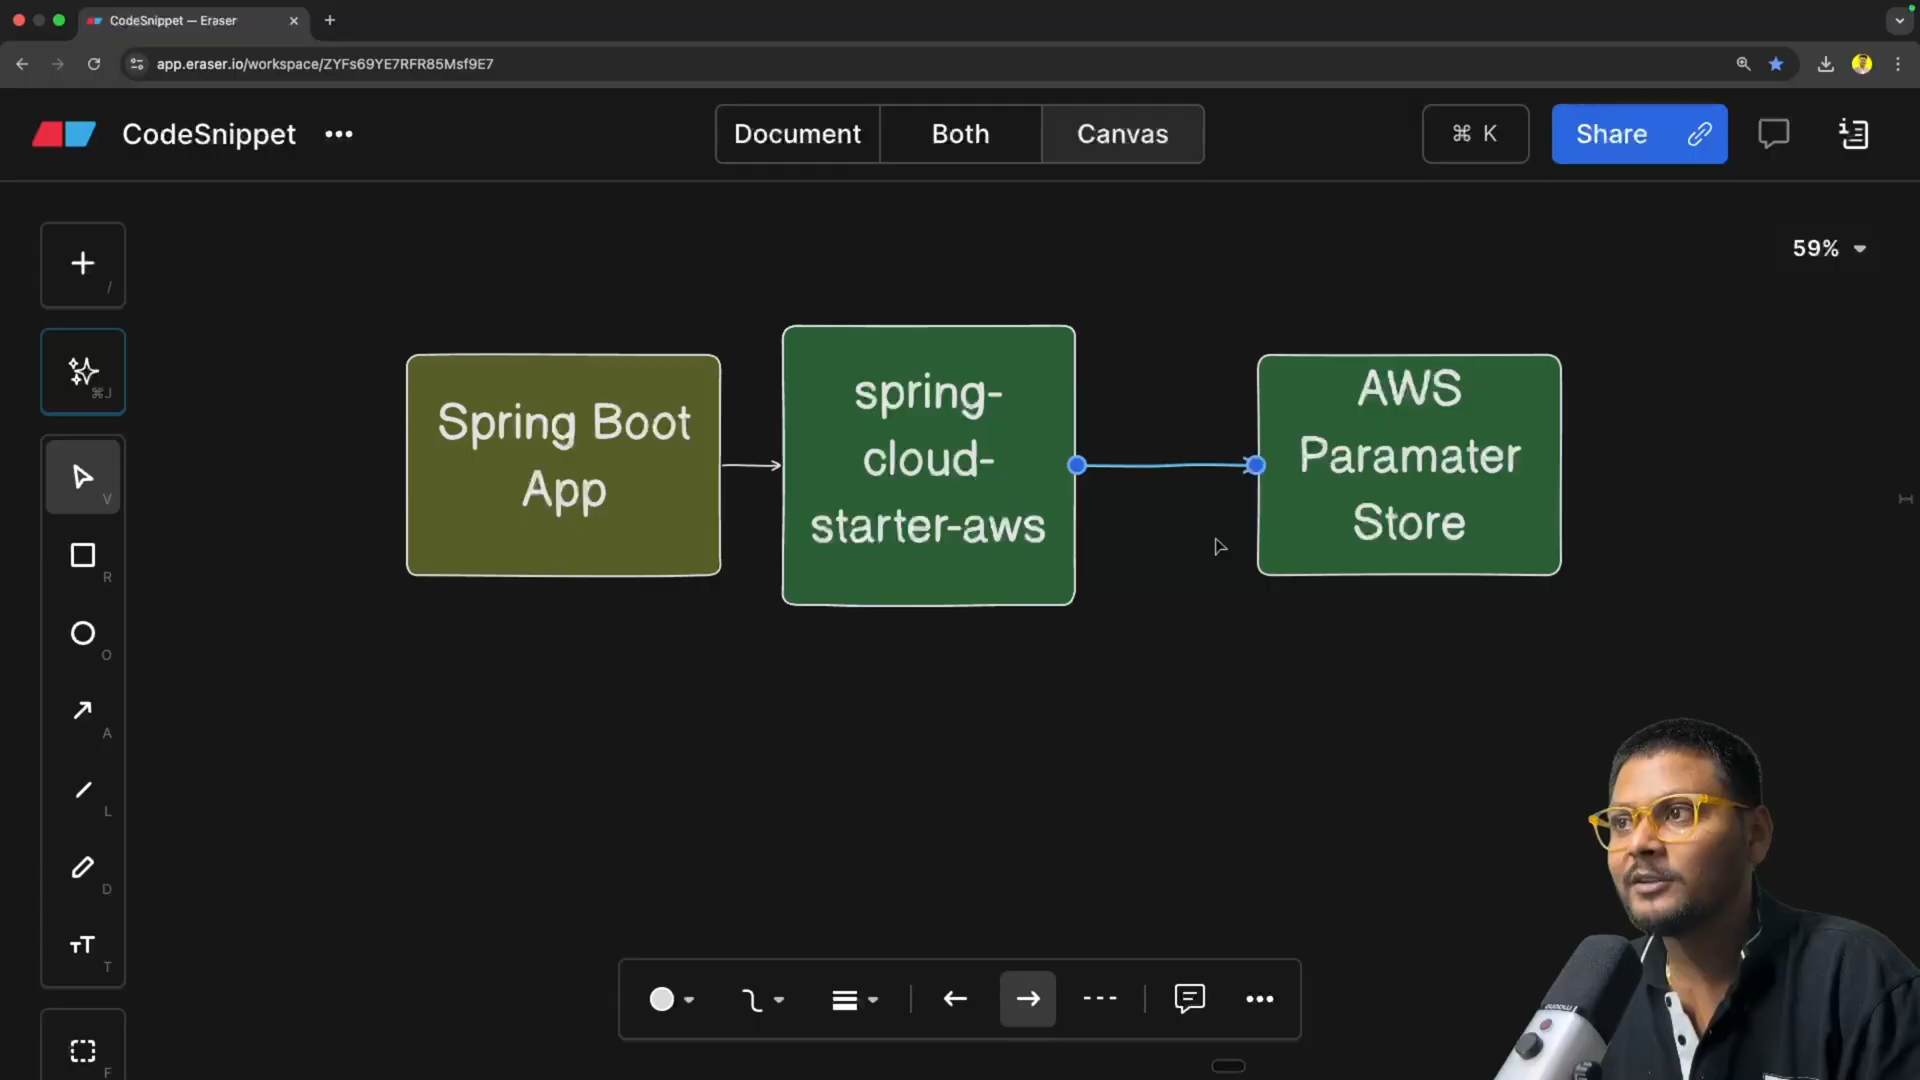 CodeSnippet — Eraser
app.eraser.io/workspace/ZYFs69YE7RFR85Msf9E7
CodeSnippet
Document
Both
Canvas
⌘ K
Share
59%
/
⌘J
V
R
O
A
L
D
T
F
Spring Boot
App
spring-
cloud-
starter-aws
AWS
Paramater
Store